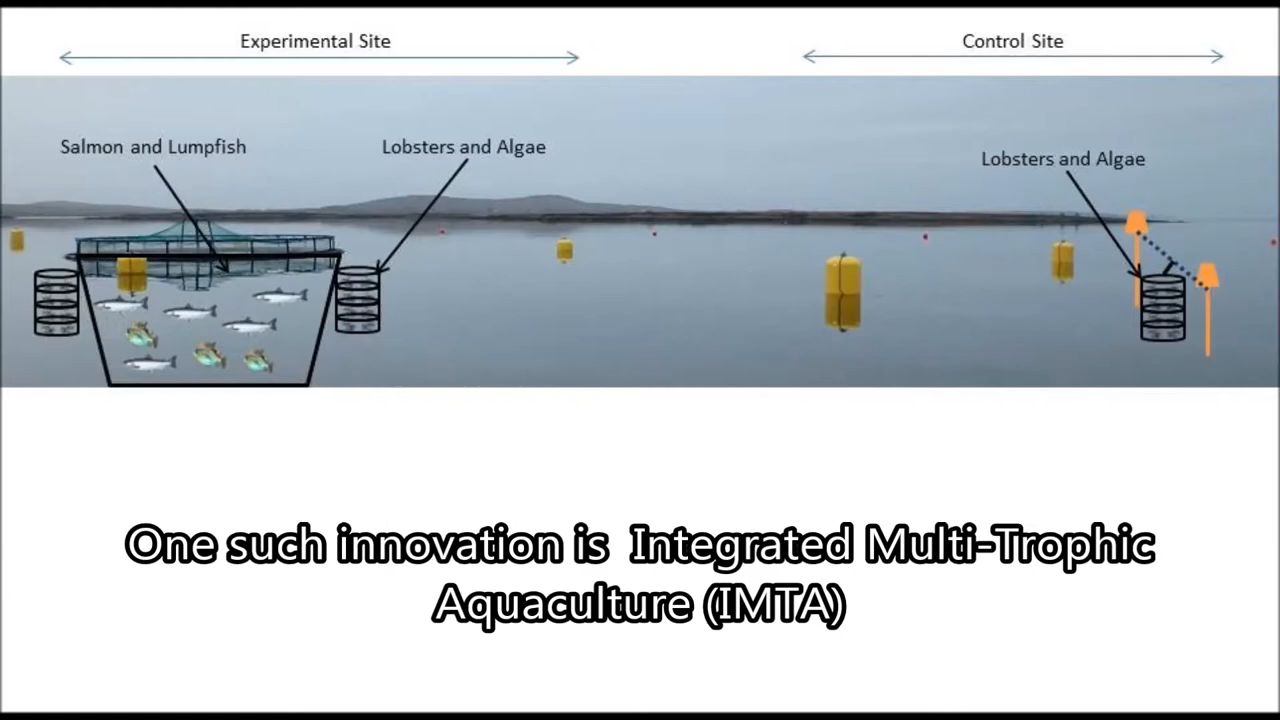 Experimental Site
Control Site
Salmon and Lumpfish
Lobsters and Algae
Lobsters and Algae
One such innovation is Integrated Multi-Trophic
Aquaculture (IMTA)